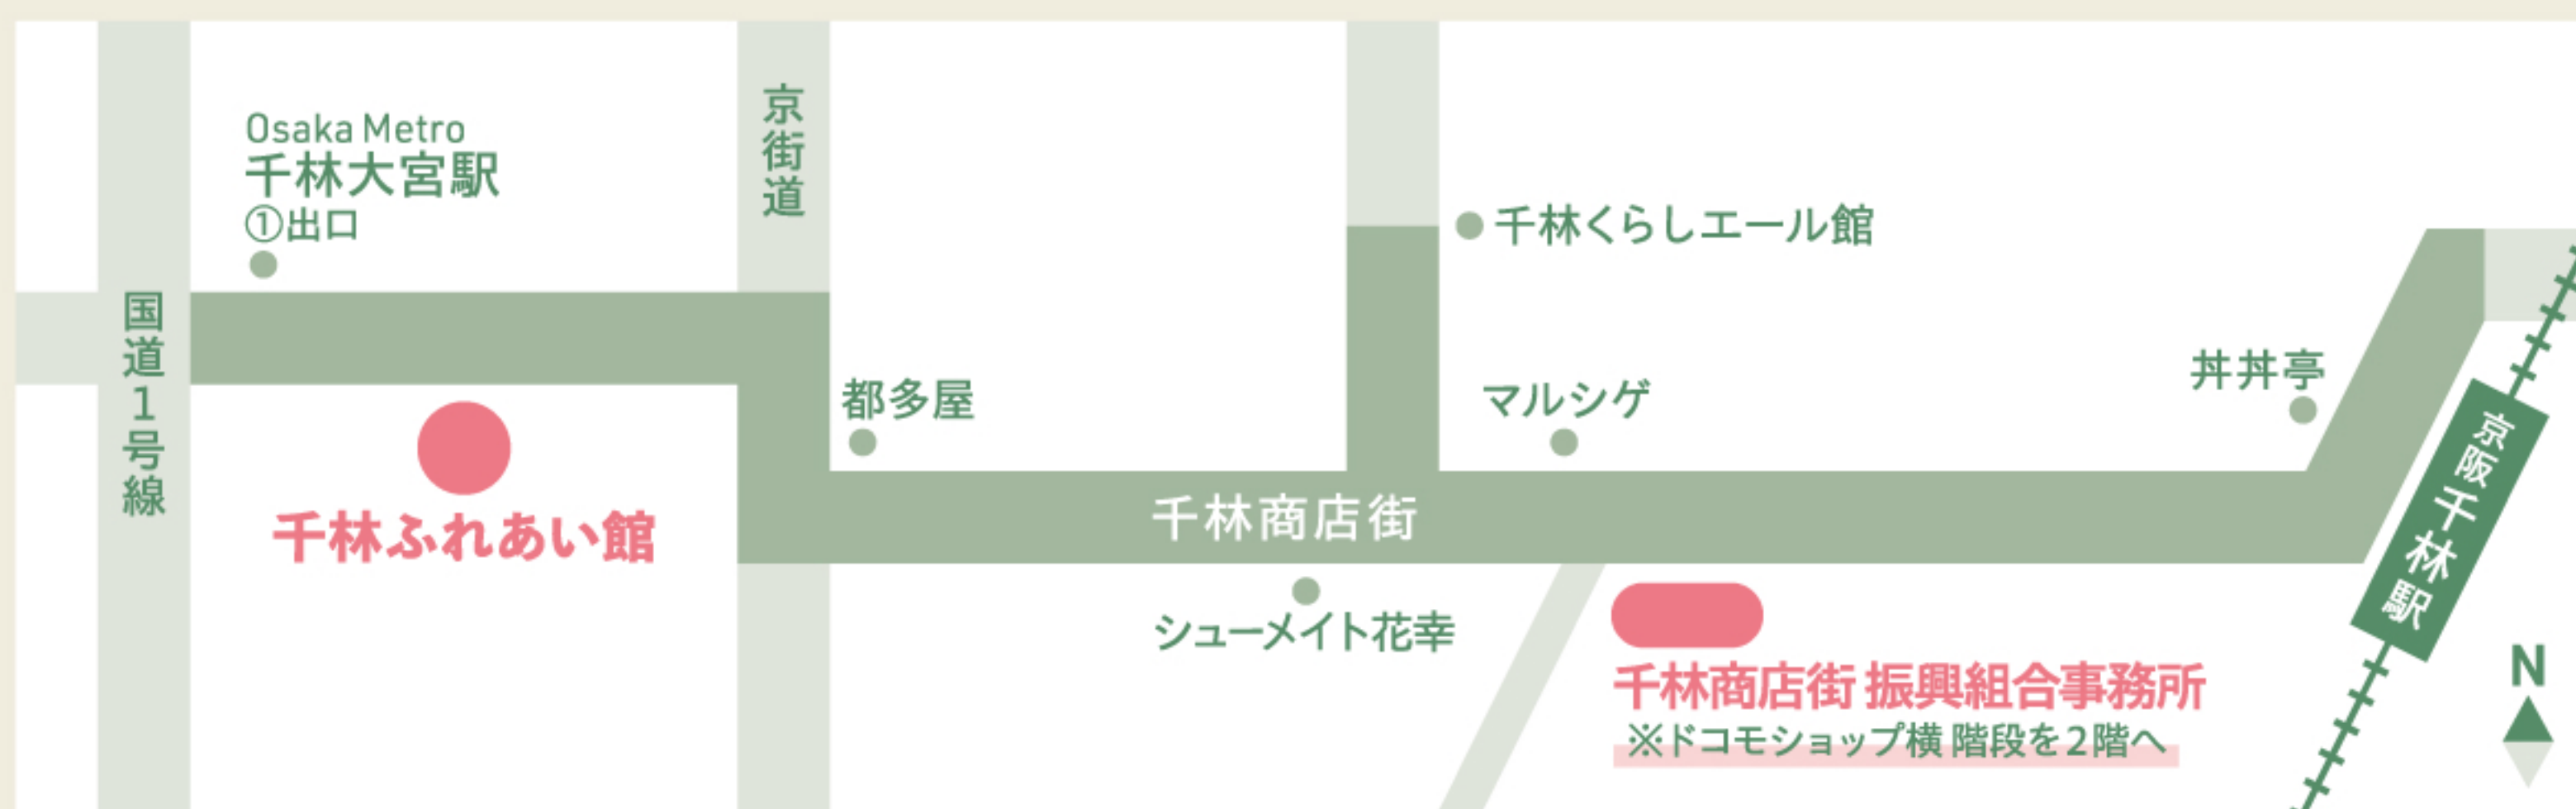 国道1号線
Osaka Metro
千林大宮駅
①出口
千林ふれあい館
京街道
都多屋
千林商店街
シューメイト花幸
千林くらしエール館
マルシゲ
千林商店街 振興組合事務所
※ドコモショップ横 階段を2階へ
丼丼亭
京阪千林駅
N